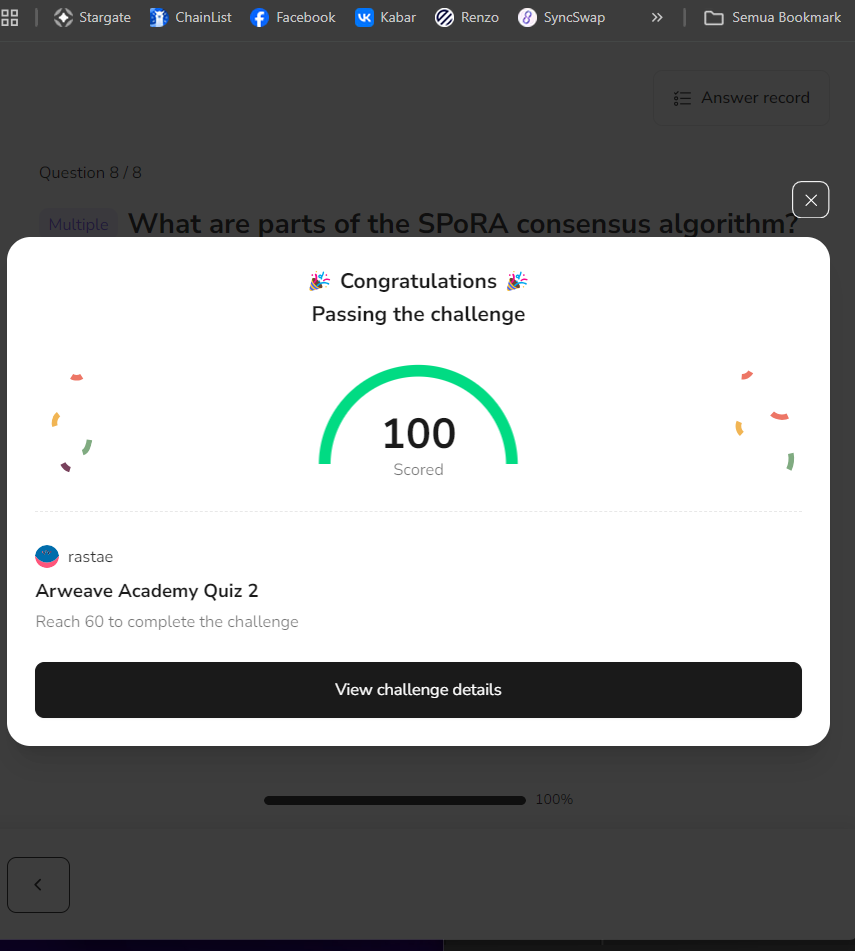 Stargate ChainList Facebook Kabar Renzo SyncSwap » Semua Bookmark
Answer record
Question 8 / 8
Multiple What are parts of the SPoRA consensus algorithm?
🎉 Congratulations 🎉
Passing the challenge
100
Scored
rastae
Arweave Academy Quiz 2
Reach 60 to complete the challenge
View challenge details
100%